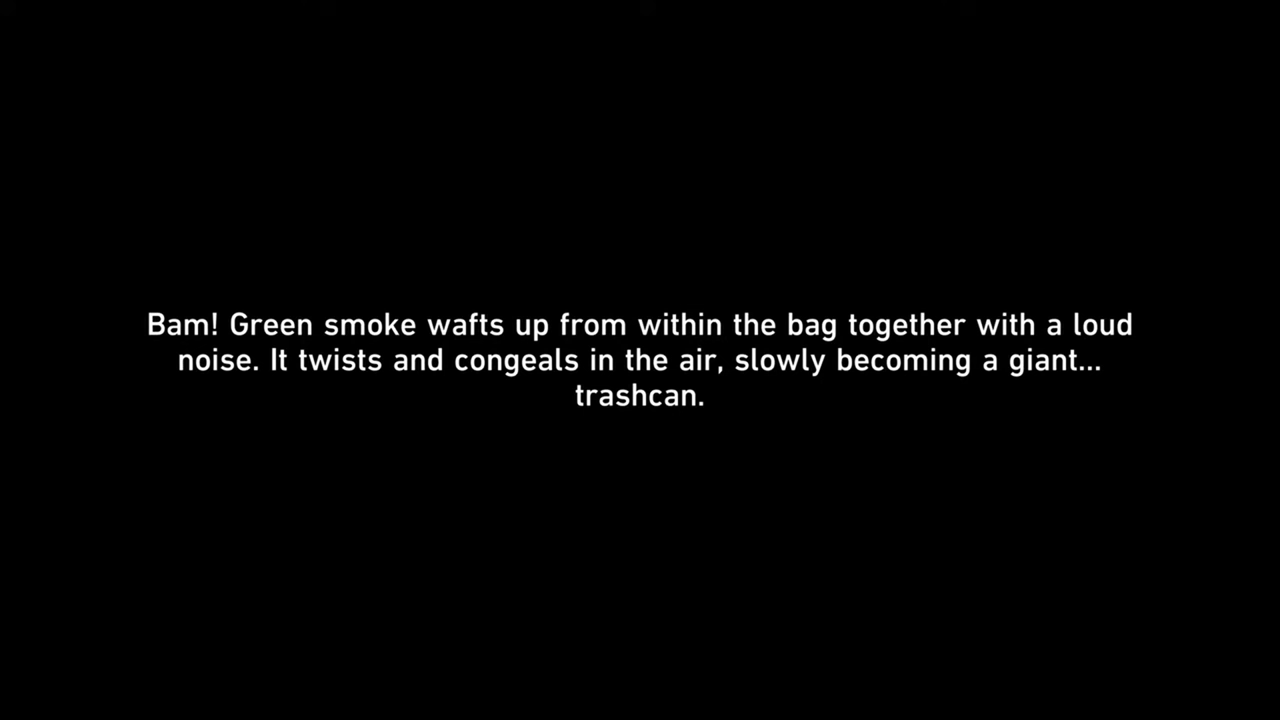 Bam! Green smoke wafts up from within the bag together with a loud
noise. It twists and congeals in the air, slowly becoming a giant...
trashcan.